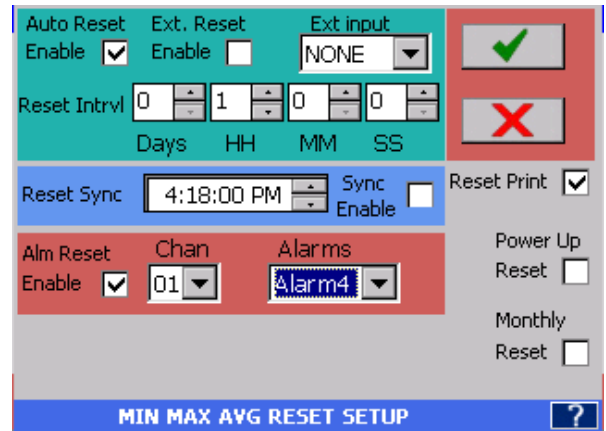 Auto Reset Ext. Reset Ext input
Enable Enable NONE
Reset Intrvl 0 1 0 0
Days HH MM SS
Reset Sync 4:18:00 PM Sync Enable
Reset Print
Alm Reset Chan Alarms
Enable 01 Alarm4
Power Up
Reset
Monthly
Reset
MIN MAX AVG RESET SETUP ?